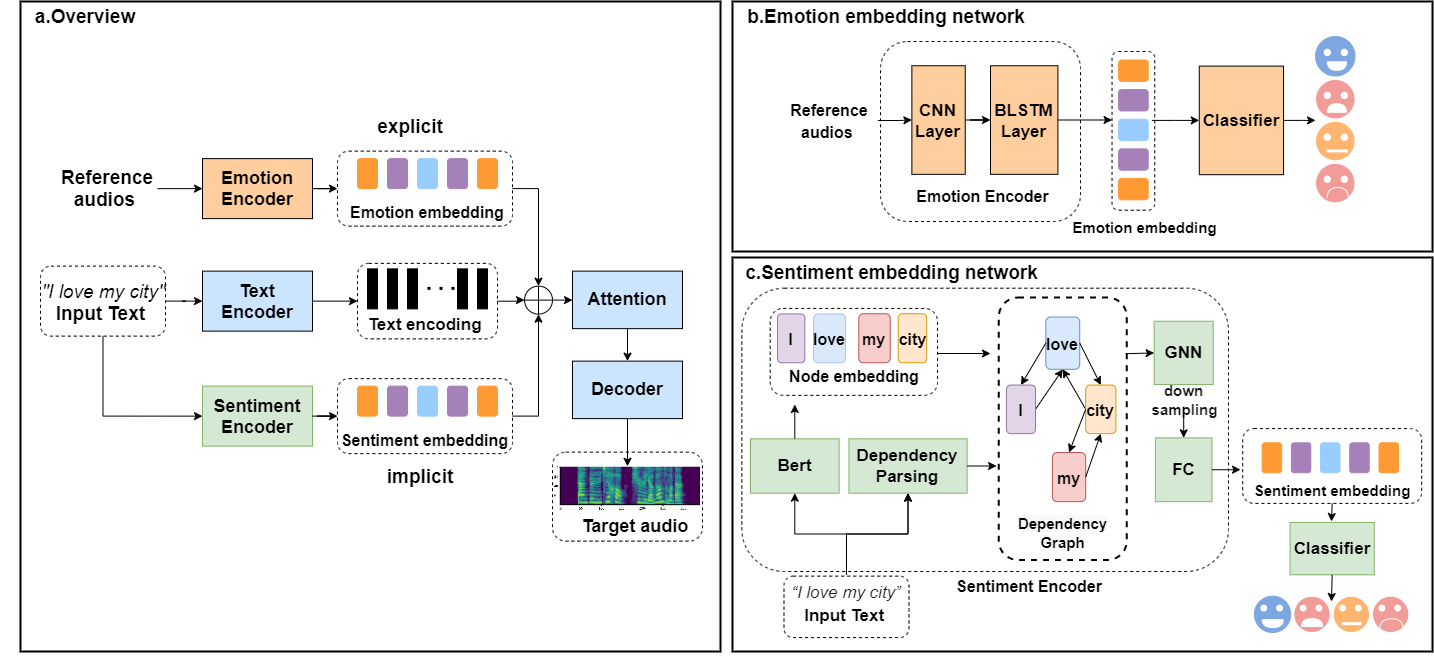 a.Overview
explicit
Reference
audios
Emotion
Encoder
Emotion embedding
"I love my city"
Input Text
Text
Encoder
Text encoding
Attention
Decoder
Sentiment
Encoder
Sentiment embedding
implicit
Target audio
b.Emotion embedding network
Reference
audios
CNN
Layer
BLSTM
Layer
Emotion Encoder
Emotion embedding
Classifier
c.Sentiment embedding network
I love my city
Node embedding
Bert
Dependency
Parsing
love
I
city
my
Dependency
Graph
GNN
down
sampling
FC
Sentiment embedding
Classifier
Sentiment Encoder
“I love my city”
Input Text